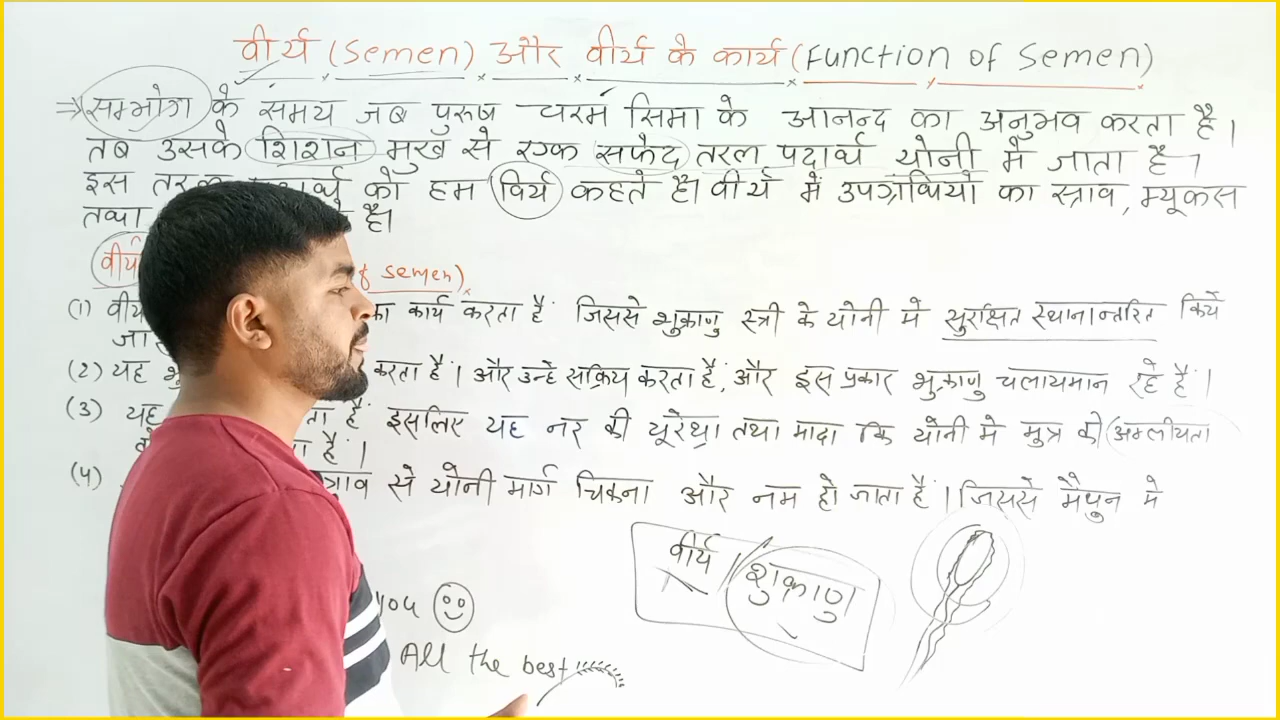 वीर्य (Semen) और वीर्य के कार्य (Function of Semen)
⇒ सम्भोग के समय जब पुरुष चरम सिमा के आनन्द का अनुभव करता है।
तब उसके शिशन मुख से एक सफेद तरल पदार्थ योनी में जाता है।
इस को हम विर्य कहते है। वीर्य में उपग्रंथियों का स्त्राव, म्यूकस
तथा है।
semen)
(1) का कार्य करता है जिससे शुक्राणु स्त्री के योनी में सुरक्षित स्थानान्तरित किये
(2) यह करता है। और उन्हे सक्रिय करता है, और इस प्रकार शुक्राणु चलायमान रहे है।
(3) यह है इसलिए यह नर की यूरेथ्रा तथा मादा कि योनी में मुत्र की अम्लीयता
है।
(4) से योनी मार्ग चिकना और नम हो जाता है। जिससे मैथुन मे
वीर्य / शुक्राणु
you
All the best